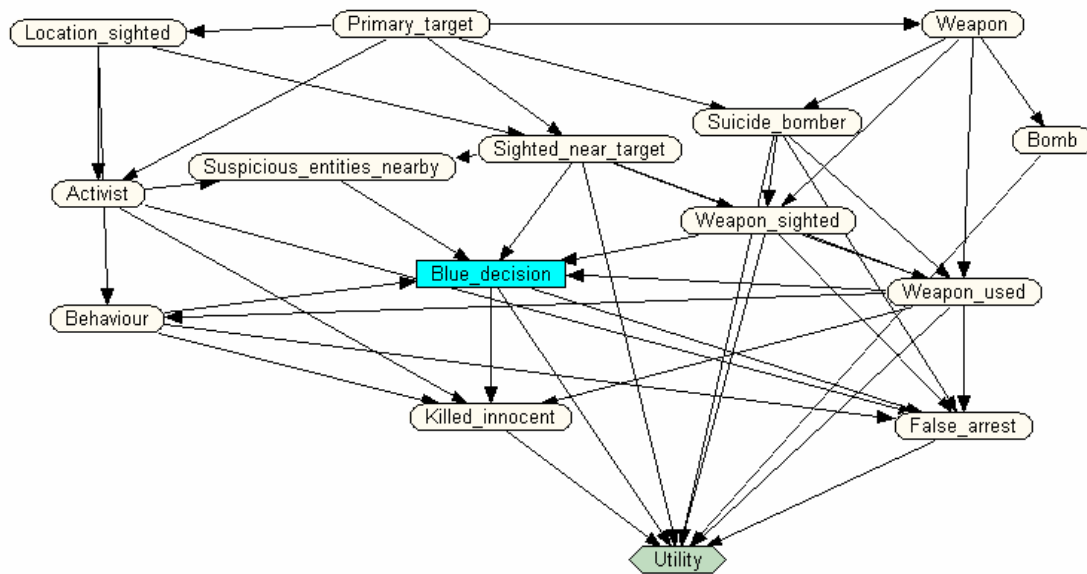 Location_sighted
Primary_target
Weapon
Suicide_bomber
Bomb
Sighted_near_target
Suspicious_entities_nearby
Activist
Weapon_sighted
Blue_decision
Weapon_used
Behaviour
Killed_innocent
False_arrest
Utility